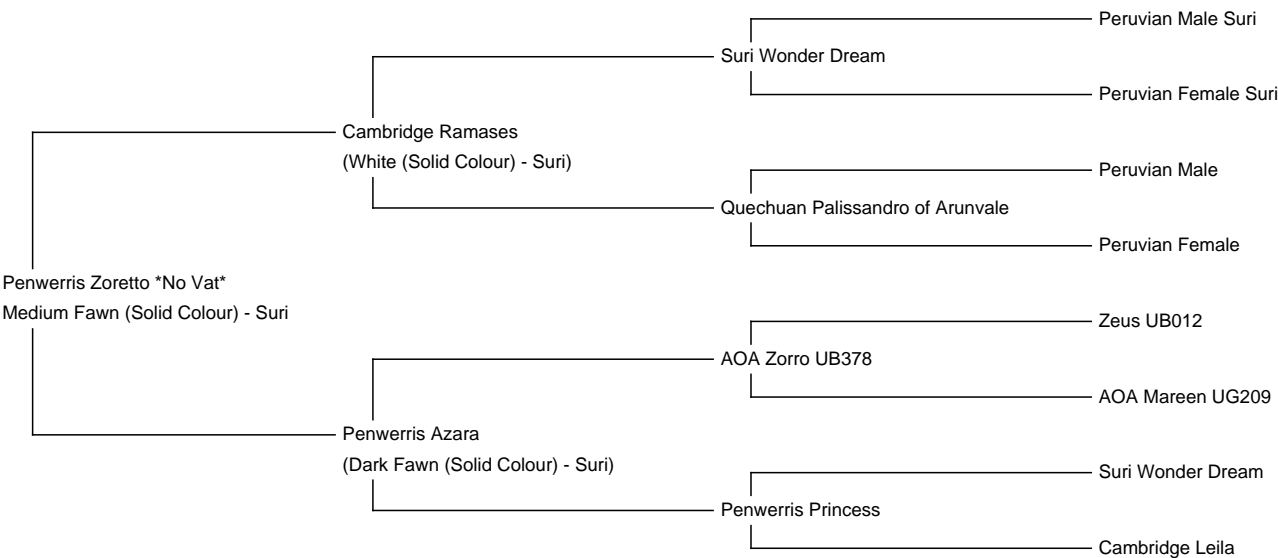 Peruvian Male Suri
Suri Wonder Dream
Peruvian Female Suri
Cambridge Ramases
(White (Solid Colour) - Suri)
Peruvian Male
Quechuan Palissandro of Arunvale
Peruvian Female
Penwerris Zoretto *No Vat*
Medium Fawn (Solid Colour) - Suri
Zeus UB012
AOA Zorro UB378
AOA Mareen UG209
Penwerris Azara
(Dark Fawn (Solid Colour) - Suri)
Suri Wonder Dream
Penwerris Princess
Cambridge Leila